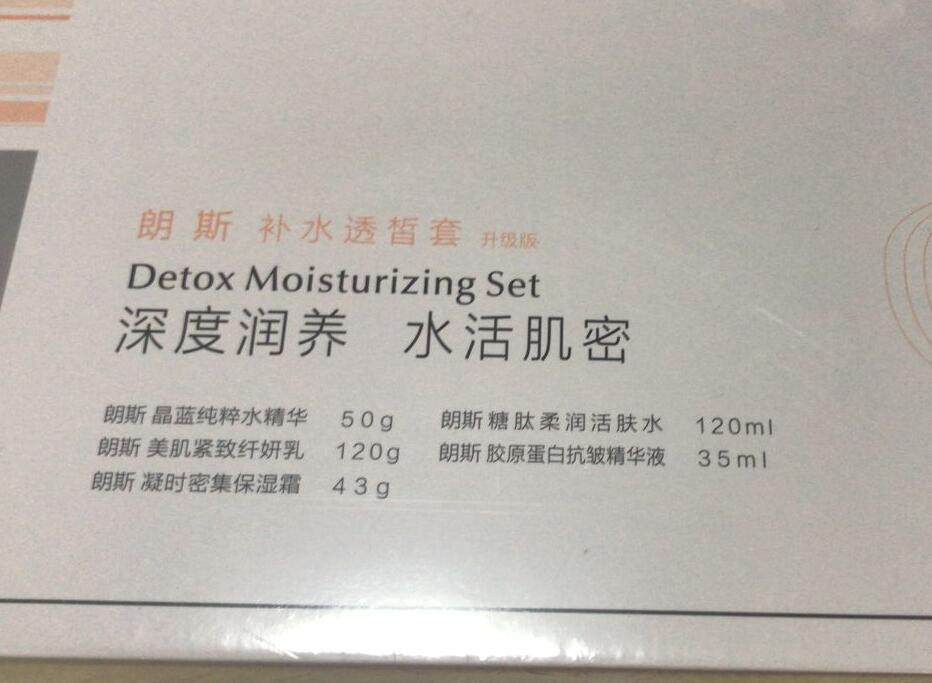 朗斯 补水透皙套 升级版
Detox Moisturizing Set
深度润养 水活肌密
朗斯 晶蓝纯粹水精华 50g 朗斯 糖肽柔润活肤水 120ml
朗斯 美肌紧致纤妍乳 120g 朗斯 胶原蛋白抗皱精华液 35ml
朗斯 凝时密集保湿霜 43g